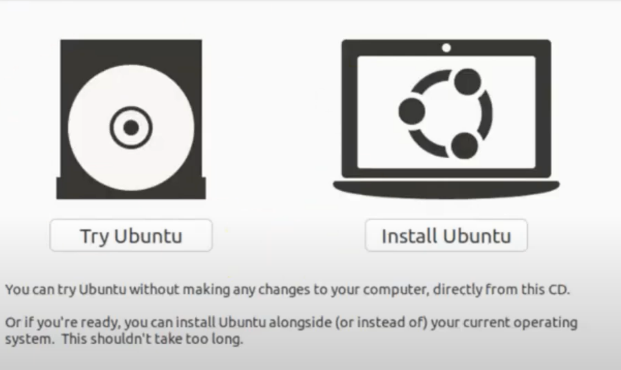 Try Ubuntu
Install Ubuntu
You can try Ubuntu without making any changes to your computer, directly from this CD.
Or if you're ready, you can install Ubuntu alongside (or instead of) your current operating
system. This shouldn't take too long.